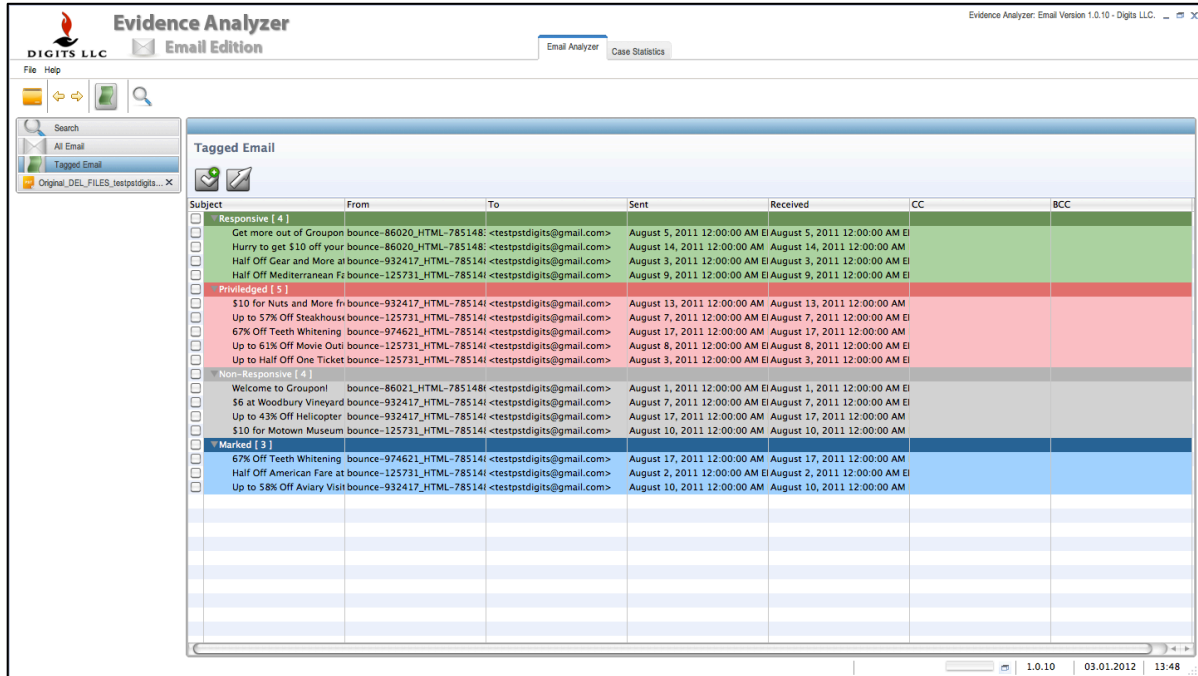 Evidence Analyzer: Email Version 1.0.10 - Digits LLC.
DIGITS LLC
Evidence Analyzer
Email Edition
Email Analyzer Case Statistics
File Help
Search
All Email
Tagged Email
Original_DEL_FILES_testpstdigits... X
Tagged Email
Subject From To Sent Received CC BCC
Responsive [ 4 ]
Get more out of Groupon bounce-86020_HTML-785148 <testpstdigits@gmail.com> August 5, 2011 12:00:00 AM August 5, 2011 12:00:00 AM
Hurry to get $10 off your bounce-86020_HTML-785148 <testpstdigits@gmail.com> August 14, 2011 12:00:00 AM August 14, 2011 12:00:00 AM
Half Off Gear and More at bounce-932417_HTML-78514 <testpstdigits@gmail.com> August 3, 2011 12:00:00 AM August 3, 2011 12:00:00 AM
Half Off Mediterranean Fa bounce-125731_HTML-78514 <testpstdigits@gmail.com> August 9, 2011 12:00:00 AM August 9, 2011 12:00:00 AM
Priviledged [ 5 ]
$10 for Nuts and More fr bounce-932417_HTML-78514 <testpstdigits@gmail.com> August 13, 2011 12:00:00 AM August 13, 2011 12:00:00 AM
Up to 57% Off Steakhouse bounce-125731_HTML-78514 <testpstdigits@gmail.com> August 7, 2011 12:00:00 AM August 7, 2011 12:00:00 AM
67% Off Teeth Whitening bounce-974621_HTML-78514 <testpstdigits@gmail.com> August 17, 2011 12:00:00 AM August 17, 2011 12:00:00 AM
Up to 61% Off Movie Outi bounce-125731_HTML-78514 <testpstdigits@gmail.com> August 8, 2011 12:00:00 AM August 8, 2011 12:00:00 AM
Up to Half Off One Ticket bounce-125731_HTML-78514 <testpstdigits@gmail.com> August 3, 2011 12:00:00 AM August 3, 2011 12:00:00 AM
Non-Responsive [ 4 ]
Welcome to Groupon! bounce-86021_HTML-785148 <testpstdigits@gmail.com> August 1, 2011 12:00:00 AM August 1, 2011 12:00:00 AM
$6 at Woodbury Vineyard bounce-932417_HTML-78514 <testpstdigits@gmail.com> August 7, 2011 12:00:00 AM August 7, 2011 12:00:00 AM
Up to 43% Off Helicopter bounce-932417_HTML-78514 <testpstdigits@gmail.com> August 17, 2011 12:00:00 AM August 17, 2011 12:00:00 AM
$10 for Motown Museum bounce-125731_HTML-78514 <testpstdigits@gmail.com> August 10, 2011 12:00:00 AM August 10, 2011 12:00:00 AM
Marked [ 3 ]
67% Off Teeth Whitening bounce-974621_HTML-78514 <testpstdigits@gmail.com> August 17, 2011 12:00:00 AM August 17, 2011 12:00:00 AM
Half Off American Fare at bounce-125731_HTML-78514 <testpstdigits@gmail.com> August 2, 2011 12:00:00 AM August 2, 2011 12:00:00 AM
Up to 58% Off Aviary Visit bounce-932417_HTML-78514 <testpstdigits@gmail.com> August 10, 2011 12:00:00 AM August 10, 2011 12:00:00 AM
1.0.10 03.01.2012 13:48